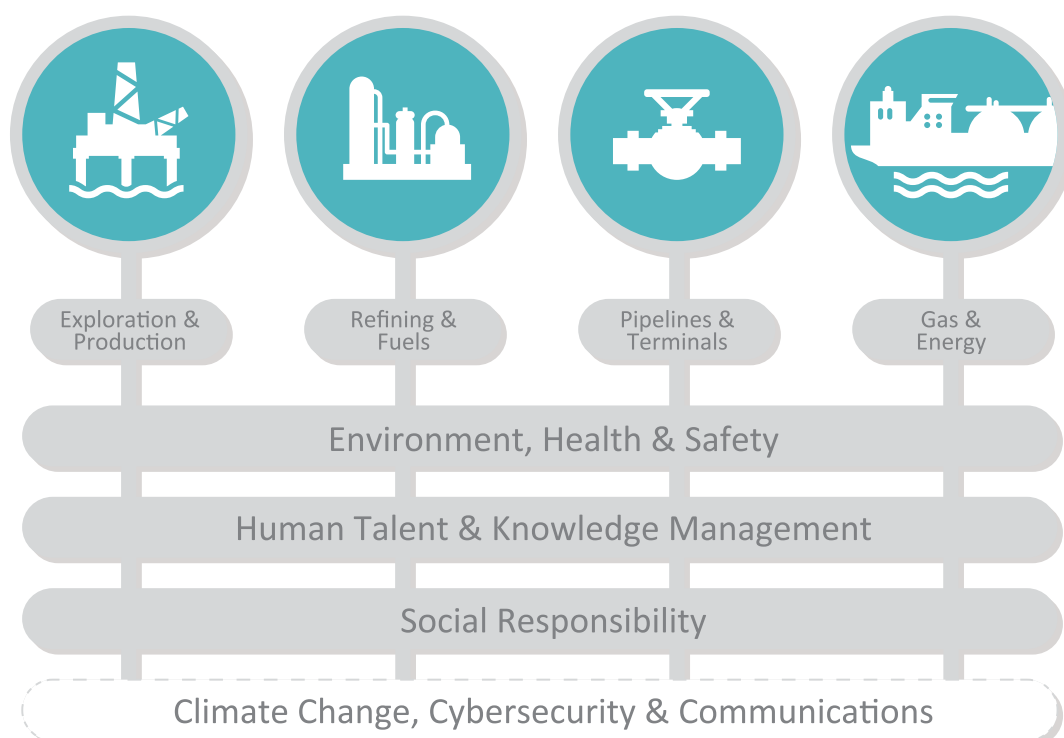 Exploration &
Production
Refining &
Fuels
Pipelines &
Terminals
Gas &
Energy
Environment, Health & Safety
Human Talent & Knowledge Management
Social Responsibility
Climate Change, Cybersecurity & Communications